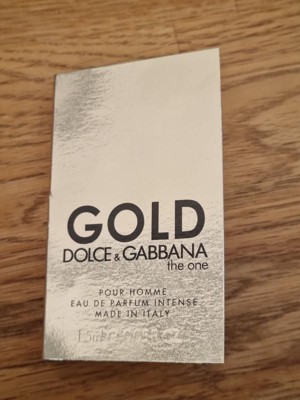 GOLD
DOLCE & GABBANA
the one
POUR HOMME
EAU DE PARFUM INTENSE
MADE IN ITALY